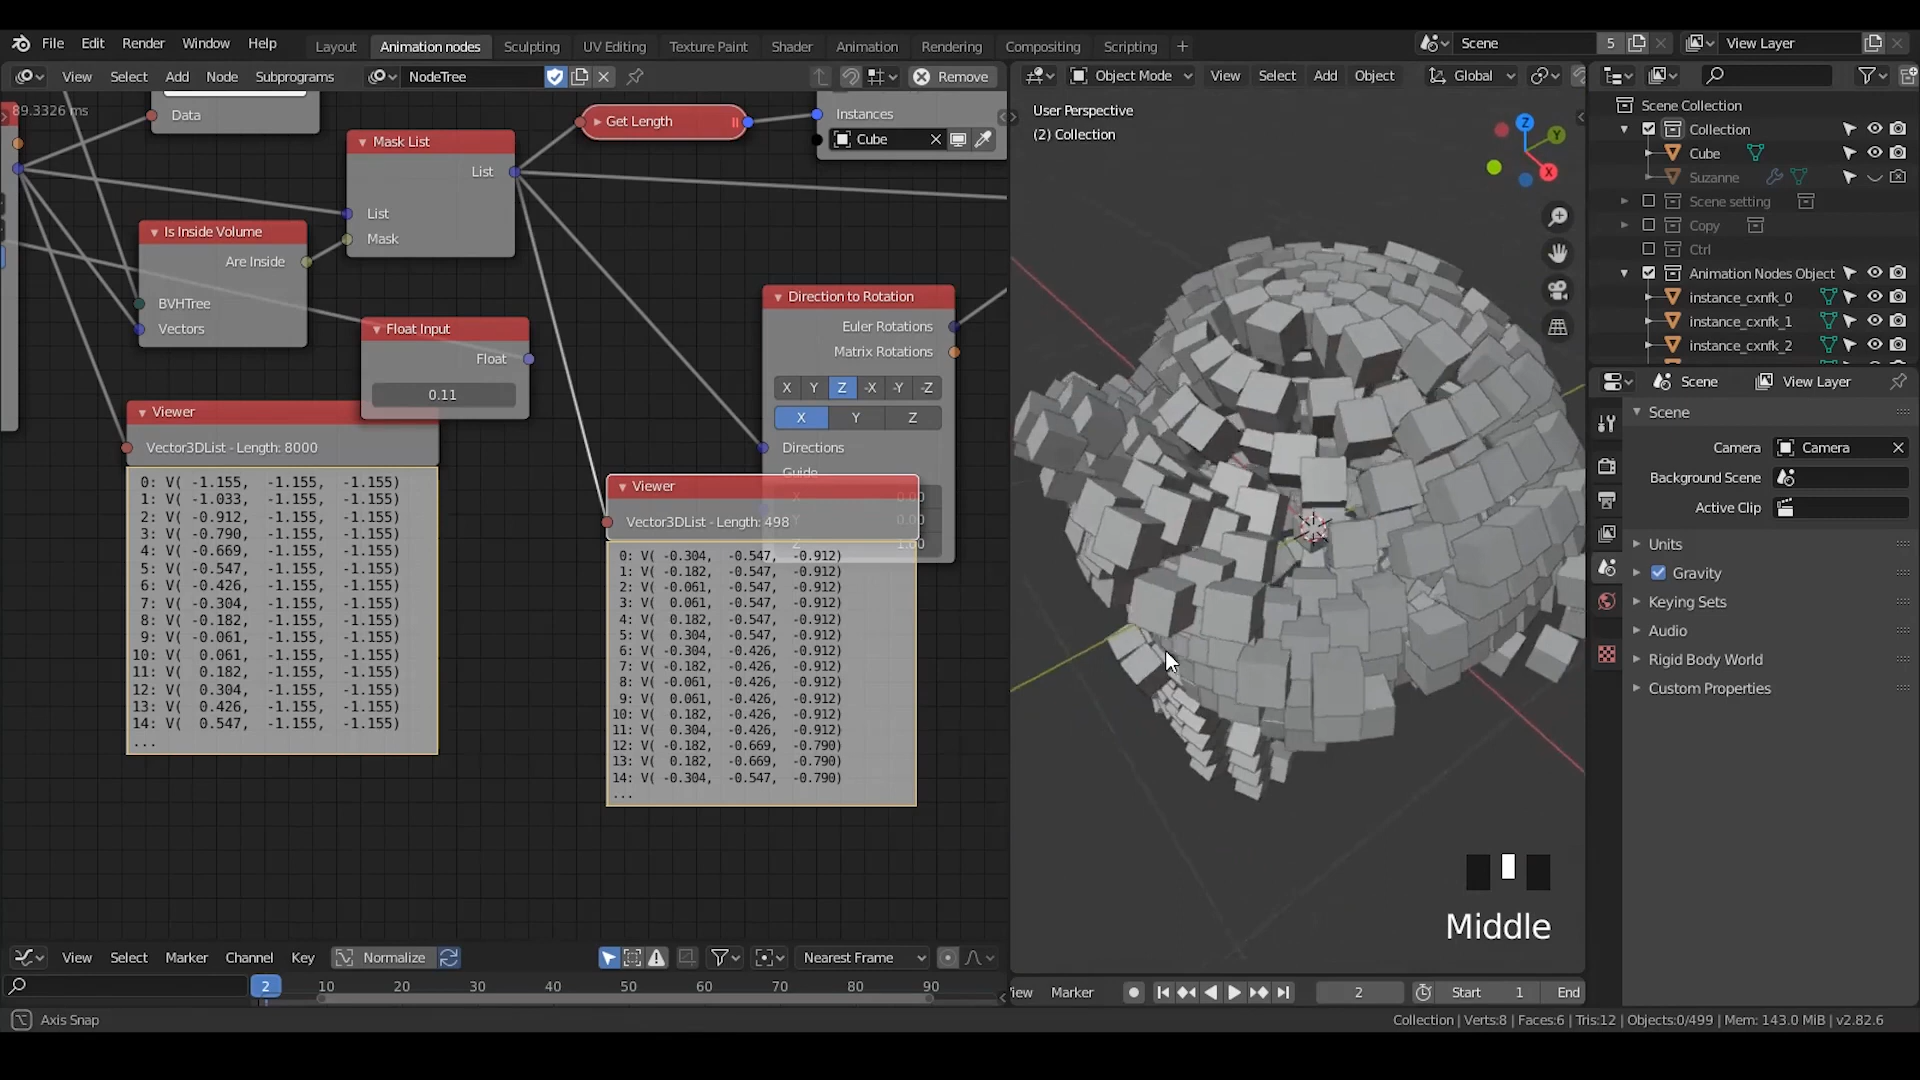 File Edit Render Window Help
Layout Animation nodes Sculpting UV Editing Texture Paint Shader Animation Rendering Compositing Scripting +
Scene 5
View Layer
View Select Add Node Subprograms
NodeTree
Remove
Object Mode View Select Add Object Global
89.3326 ms
Data
Mask List
List
List
Mask
Get Length
Instances
Cube
Is Inside Volume
Are Inside
BVHTree
Vectors
Float Input
Float
0.11
Viewer
Vector3DList - Length: 8000
0: V( -1.155, -1.155, -1.155)
1: V( -1.033, -1.155, -1.155)
2: V( -0.912, -1.155, -1.155)
3: V( -0.790, -1.155, -1.155)
4: V( -0.669, -1.155, -1.155)
5: V( -0.547, -1.155, -1.155)
6: V( -0.426, -1.155, -1.155)
7: V( -0.304, -1.155, -1.155)
8: V( -0.182, -1.155, -1.155)
9: V( -0.061, -1.155, -1.155)
10: V( 0.061, -1.155, -1.155)
11: V( 0.182, -1.155, -1.155)
12: V( 0.304, -1.155, -1.155)
13: V( 0.426, -1.155, -1.155)
14: V( 0.547, -1.155, -1.155)
...
Direction to Rotation
Euler Rotations
Matrix Rotations
X Y Z -X -Y -Z
X Y Z
Directions
Guide
X 0.00
Y 0.00
Z 1.00
Viewer
Vector3DList - Length: 498
0: V( -0.304, -0.547, -0.912)
1: V( -0.182, -0.547, -0.912)
2: V( -0.061, -0.547, -0.912)
3: V( 0.061, -0.547, -0.912)
4: V( 0.182, -0.547, -0.912)
5: V( 0.304, -0.547, -0.912)
6: V( -0.304, -0.426, -0.912)
7: V( -0.182, -0.426, -0.912)
8: V( -0.061, -0.426, -0.912)
9: V( 0.061, -0.426, -0.912)
10: V( 0.182, -0.426, -0.912)
11: V( 0.304, -0.426, -0.912)
12: V( -0.182, -0.669, -0.790)
13: V( 0.182, -0.669, -0.790)
14: V( -0.304, -0.547, -0.790)
...
User Perspective
(2) Collection
Z
Y
X
Middle
Scene Collection
Collection
Cube
Suzanne
Scene setting
Copy
Ctrl
Animation Nodes Object
instance_cxnfk_0
instance_cxnfk_1
instance_cxnfk_2
Scene View Layer
Scene
Camera Camera
Background Scene
Active Clip
Units
Gravity
Keying Sets
Audio
Rigid Body World
Custom Properties
View Select Marker Channel Key Normalize Nearest Frame
2 10 20 30 40 50 60 70 80 90
iew Marker 2 Start 1 End
Axis Snap
Collection | Verts:8 | Faces:6 | Tris:12 | Objects:0/499 | Mem: 143.0 MiB | v2.82.6